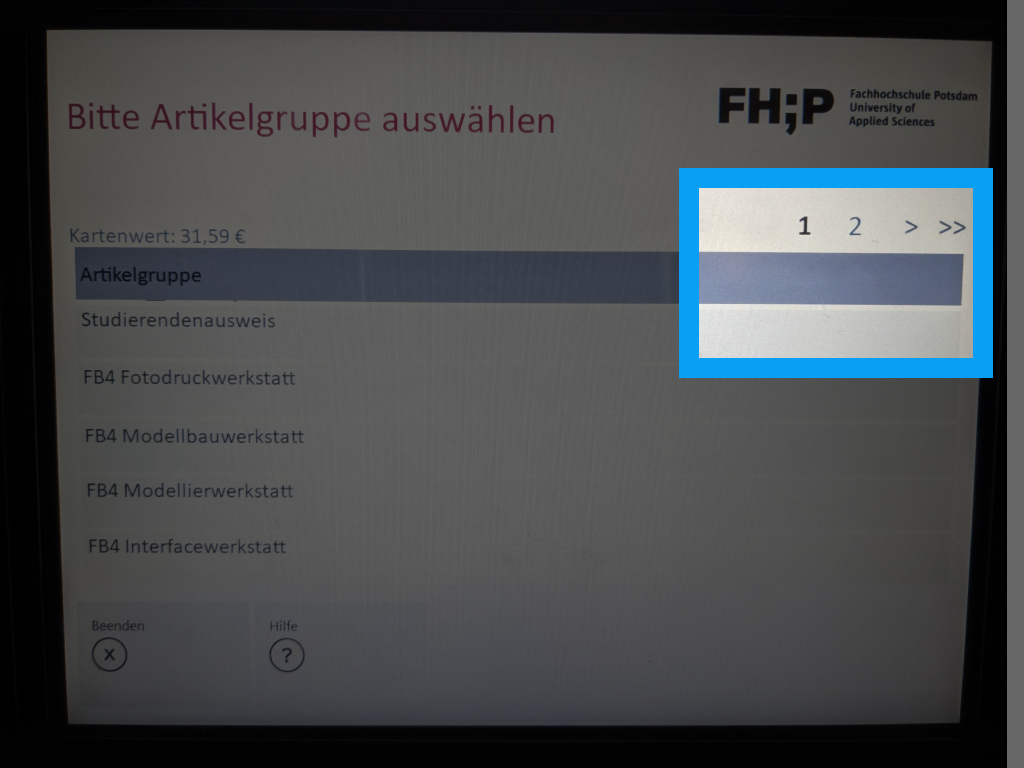 Bitte Artikelgruppe auswählen
FH;P
Fachhochschule Potsdam
University of
Applied Sciences
Kartenwert: 31,59 €
1 2 > >>
Artikelgruppe
Studierendenausweis
FB4 Fotodruckwerkstatt
FB4 Modellbauwerkstatt
FB4 Modellierwerkstatt
FB4 Interfacewerkstatt
Beenden
X
Hilfe
?